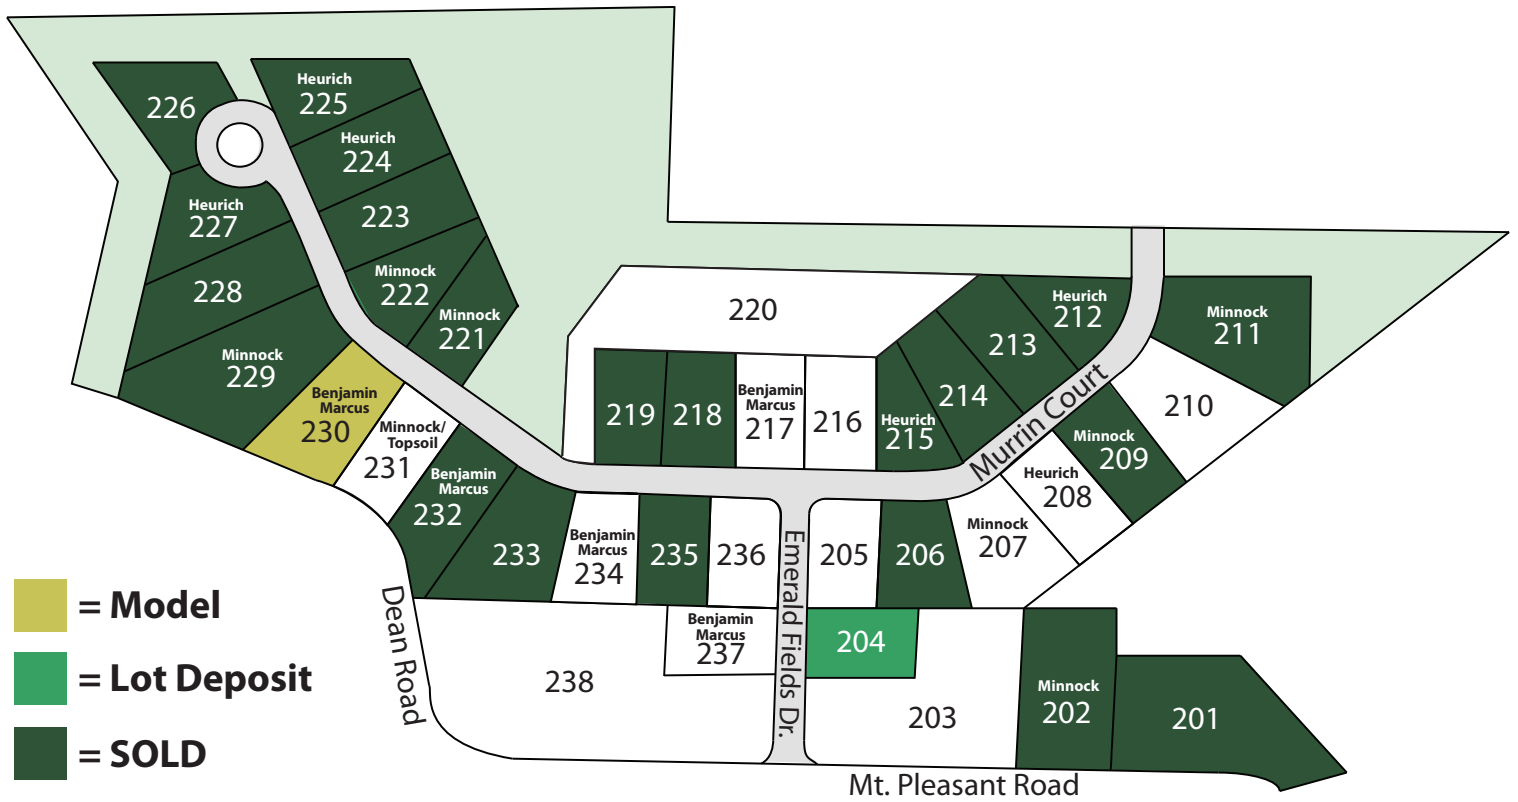 226
Heurich
225
Heurich
224
223
Heurich
227
Minnock
222
228
Minnock
221
Minnock
229
Benjamin
Marcus
230
Minnock/
Topsoil
231
Benjamin
Marcus
232
233
220
219
218
Benjamin
Marcus
217
216
Heurich
215
214
213
Heurich
212
Minnock
211
210
Murrin Court
Minnock
209
Heurich
208
Minnock
207
206
205
Emerald Fields Dr.
236
235
Benjamin
Marcus
234
Benjamin
Marcus
237
238
204
203
Minnock
202
201
Dean Road
Mt. Pleasant Road
= Model
= Lot Deposit
= SOLD